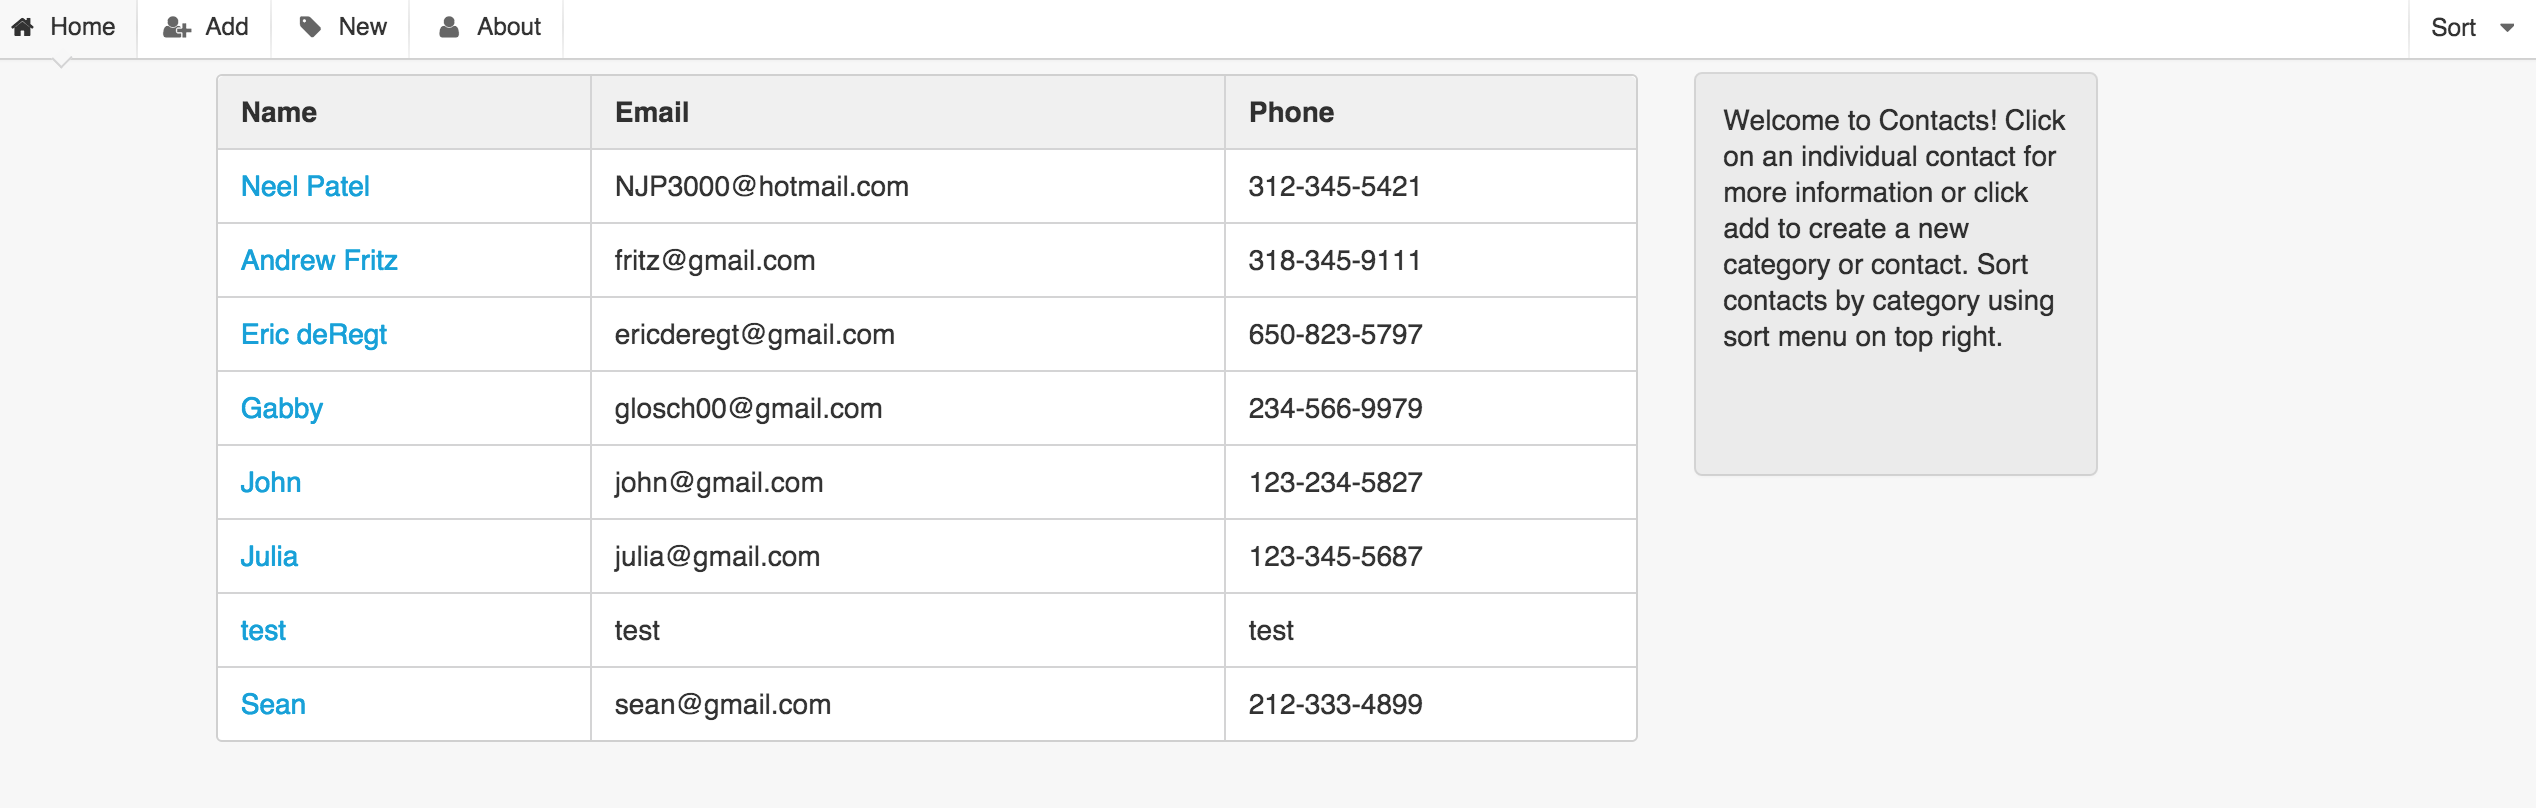 Home Add New About Sort
Name Email Phone
Neel Patel NJP3000@hotmail.com 312-345-5421
Andrew Fritz fritz@gmail.com 318-345-9111
Eric deRegt ericderegt@gmail.com 650-823-5797
Gabby glosch00@gmail.com 234-566-9979
John john@gmail.com 123-234-5827
Julia julia@gmail.com 123-345-5687
test test test
Sean sean@gmail.com 212-333-4899
Welcome to Contacts! Click
on an individual contact for
more information or click
add to create a new
category or contact. Sort
contacts by category using
sort menu on top right.